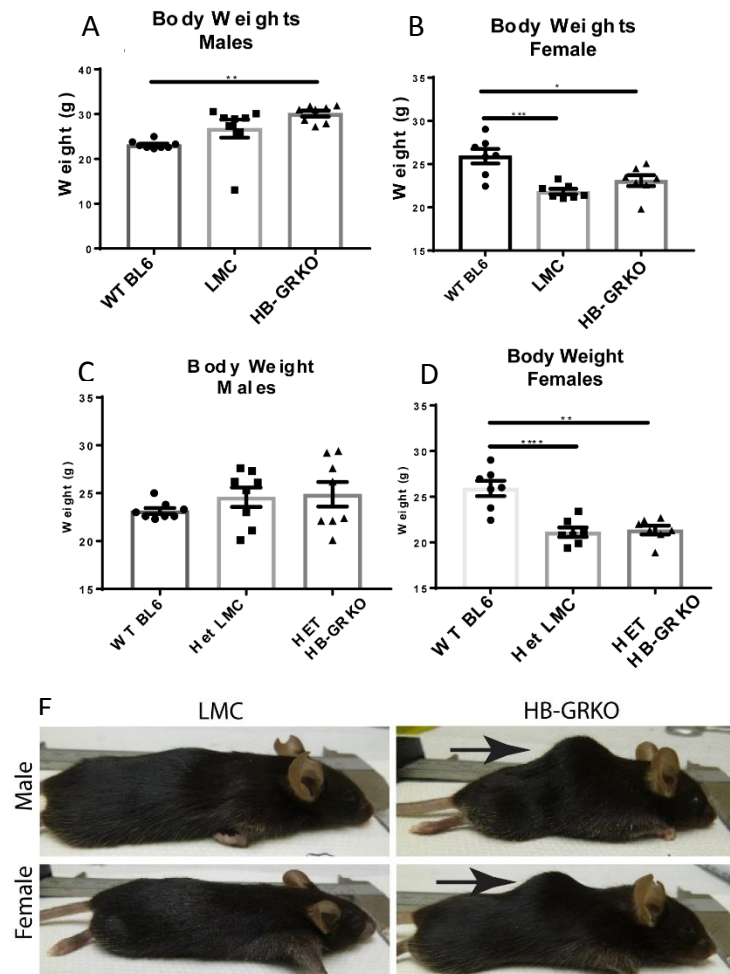 A
Body Weights
Males
**
Weight (g)
40
30
20
10
0
WT BL6
LMC
HB-GRKO
B
Body Weights
Female
*
***
Weight (g)
30
25
20
15
WT BL6
LMC
HB-GRKO
C
Body Weight
Males
Weight (g)
35
30
25
20
15
WT BL6
Het LMC
HET
HB-GRKO
D
Body Weight
Females
**
****
Weight (g)
35
30
25
20
15
WT BL6
Het LMC
HET
HB-GRKO
F
LMC
HB-GRKO
Male
Female